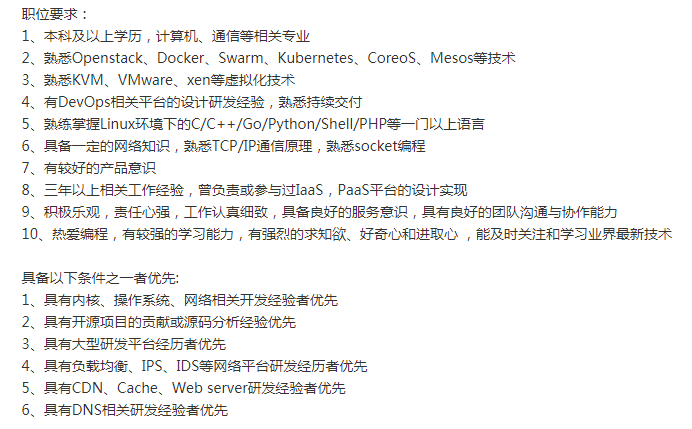 职位要求：
1、本科及以上学历，计算机、通信等相关专业
2、熟悉Openstack、Docker、Swarm、Kubernetes、CoreoS、Mesos等技术
3、熟悉KVM、VMware、xen等虚拟化技术
4、有DevOps相关平台的设计研发经验，熟悉持续交付
5、熟练掌握Linux环境下的C/C++/Go/Python/Shell/PHP等一门以上语言
6、具备一定的网络知识，熟悉TCP/IP通信原理，熟悉socket编程
7、有较好的产品意识
8、三年以上相关工作经验，曾负责或参与过IaaS，PaaS平台的设计实现
9、积极乐观，责任心强，工作认真细致，具备良好的服务意识，具有良好的团队沟通与协作能力
10、热爱编程，有较强的学习能力，有强烈的求知欲、好奇心和进取心 ，能及时关注和学习业界最新技术
具备以下条件之一者优先:
1、具有内核、操作系统、网络相关开发经验者优先
2、具有开源项目的贡献或源码分析经验优先
3、具有大型研发平台经历者优先
4、具有负载均衡、IPS、IDS等网络平台研发经历者优先
5、具有CDN、Cache、Web server研发经验者优先
6、具有DNS相关研发经验者优先